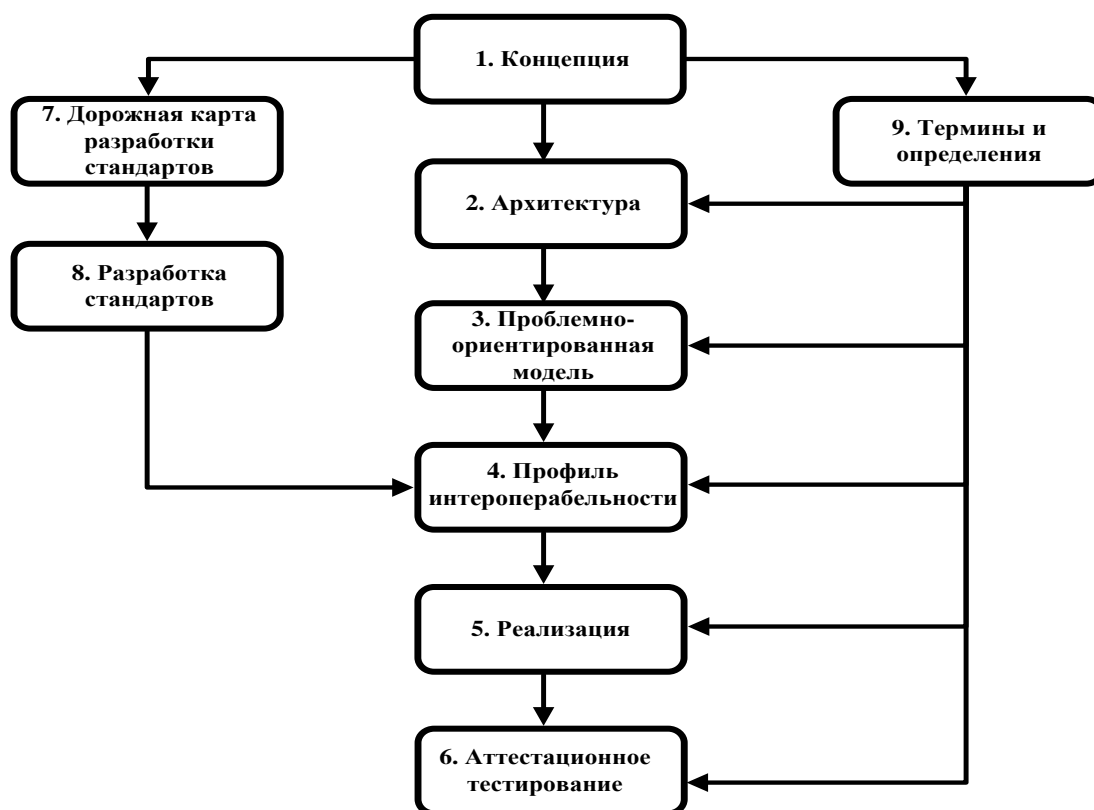 1. Концепция
7. Дорожная карта
разработки
стандартов
9. Термины и
определения
2. Архитектура
8. Разработка
стандартов
3. Проблемно-
ориентированная
модель
4. Профиль
интероперабельности
5. Реализация
6. Аттестационное
тестирование